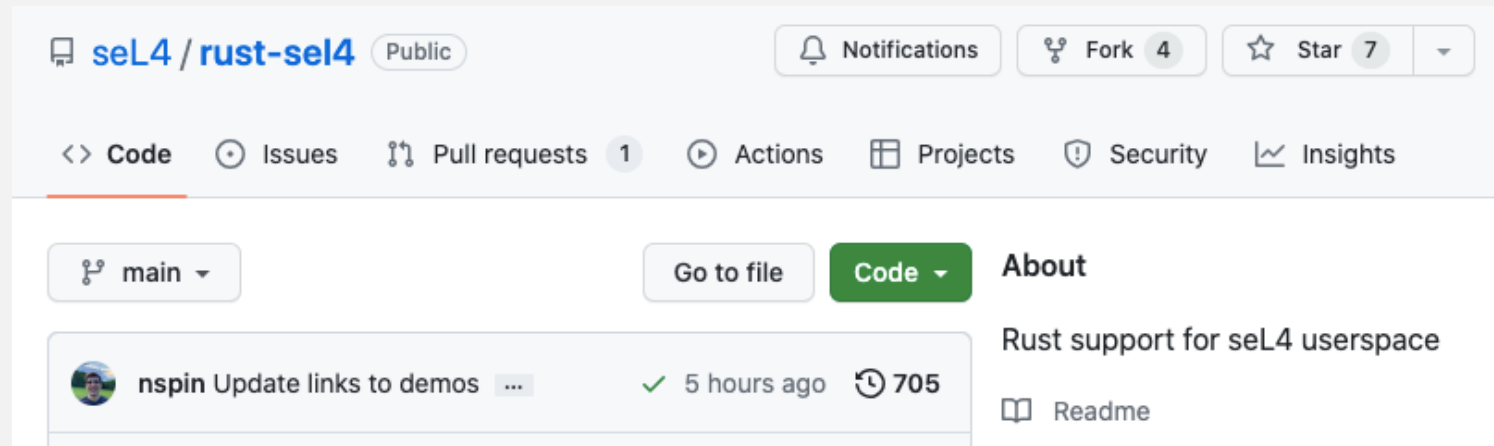 seL4 / rust-sel4 Public Notifications Fork 4 Star 7
Code Issues Pull requests 1 Actions Projects Security Insights
main Go to file Code
About
Rust support for seL4 userspace
nspin Update links to demos ... 5 hours ago 705
Readme